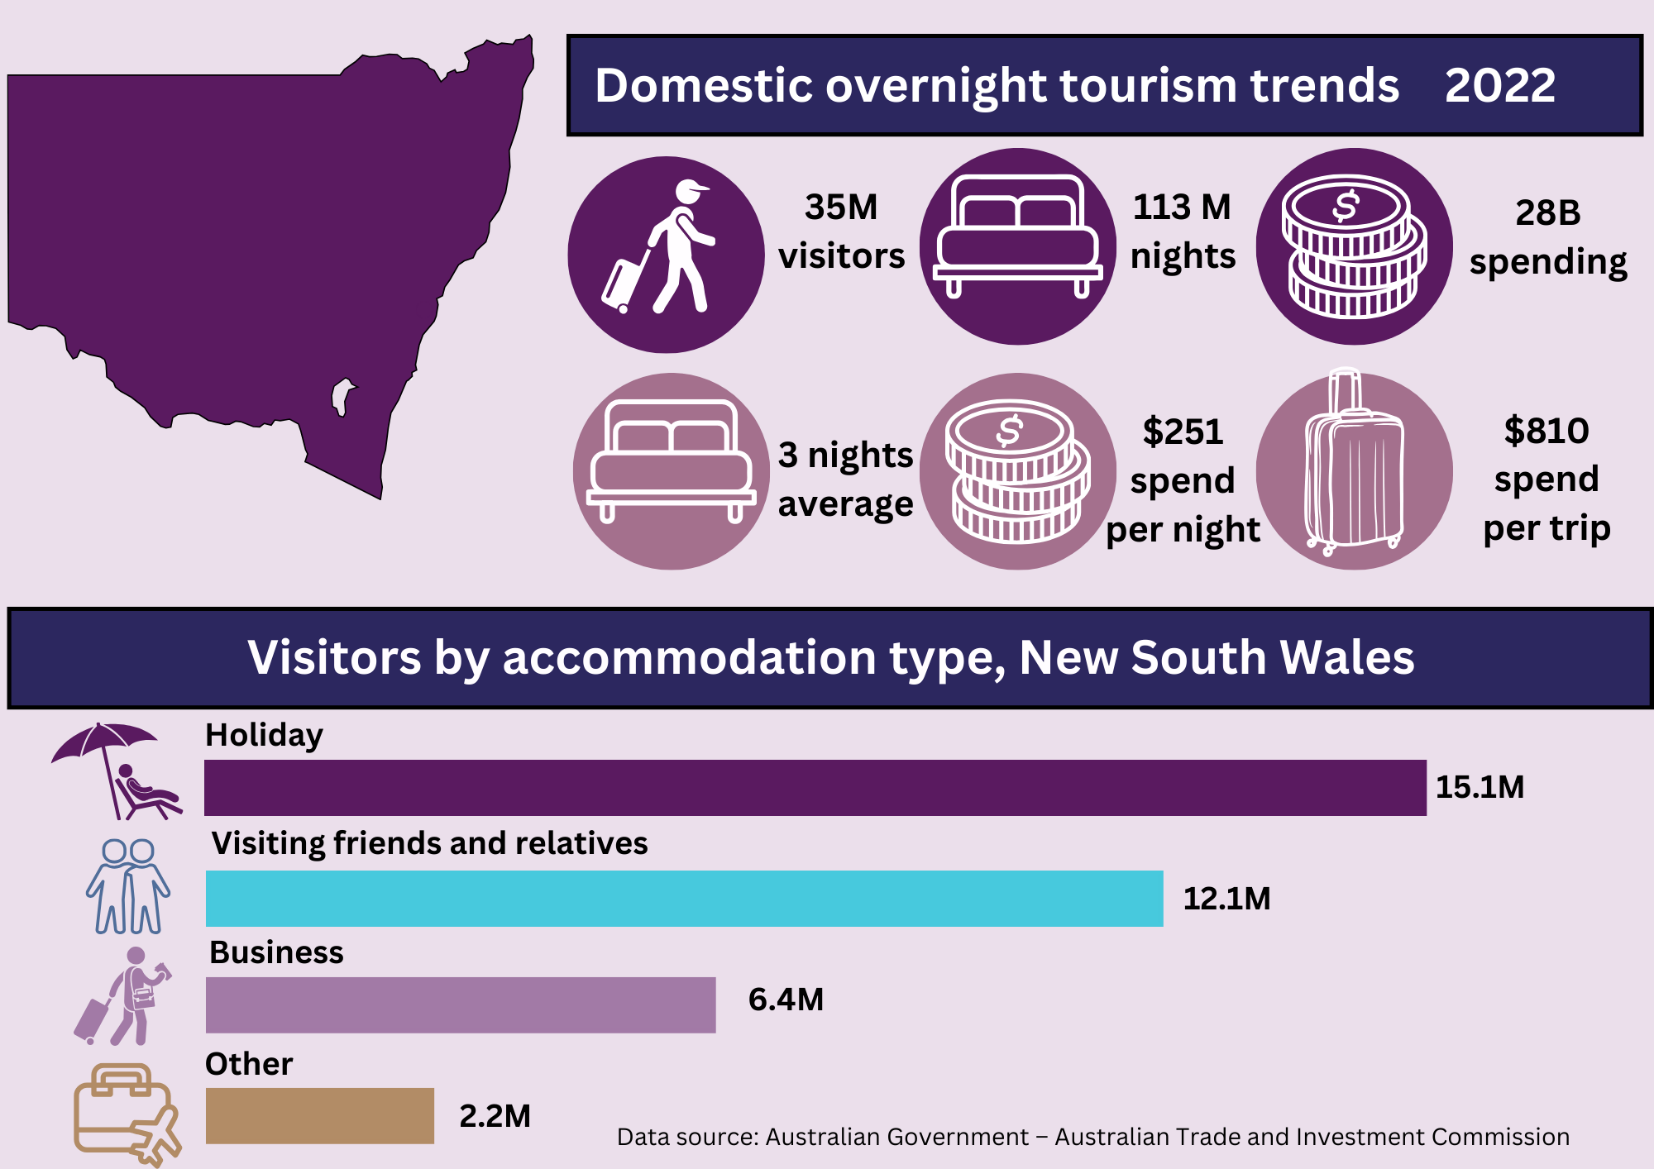 Domestic overnight tourism trends 2022
35M
visitors
113 M
nights
28B
spending
3 nights
average
$251
spend
per night
$810
spend
per trip
Visitors by accommodation type, New South Wales
Holiday
15.1M
Visiting friends and relatives
12.1M
Business
6.4M
Other
2.2M
Data source: Australian Government – Australian Trade and Investment Commission